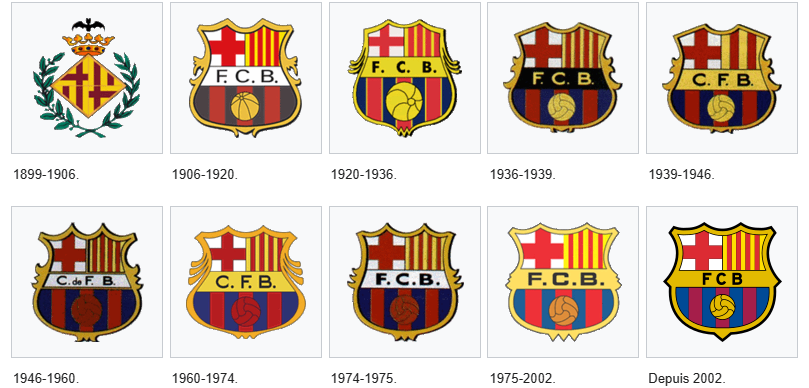 F. C. B.
F. C. B.
F. C. B.
C. F. B.
1899-1906.
1906-1920.
1920-1936.
1936-1939.
1939-1946.
C. de F. B.
C. F. B.
F. C. B.
F. C. B.
F C B
1946-1960.
1960-1974.
1974-1975.
1975-2002.
Depuis 2002.